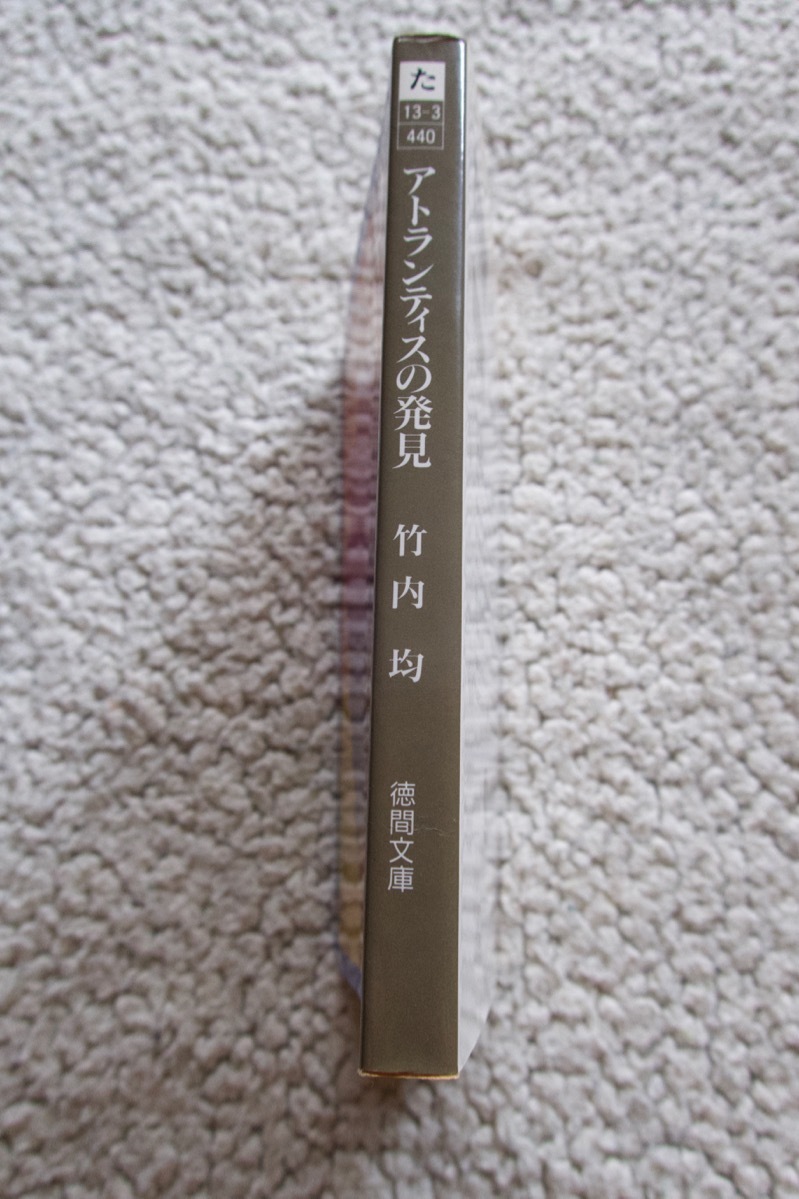 た
13-3
440
アトランティスの発見
竹内均
徳間文庫